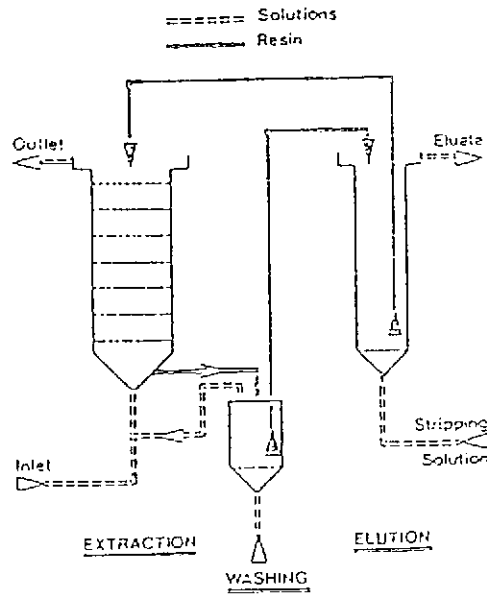 Solutions
Resin
Outlet
Eluate
Stripping
Solution
Inlet
EXTRACTION
ELUTION
WASHING